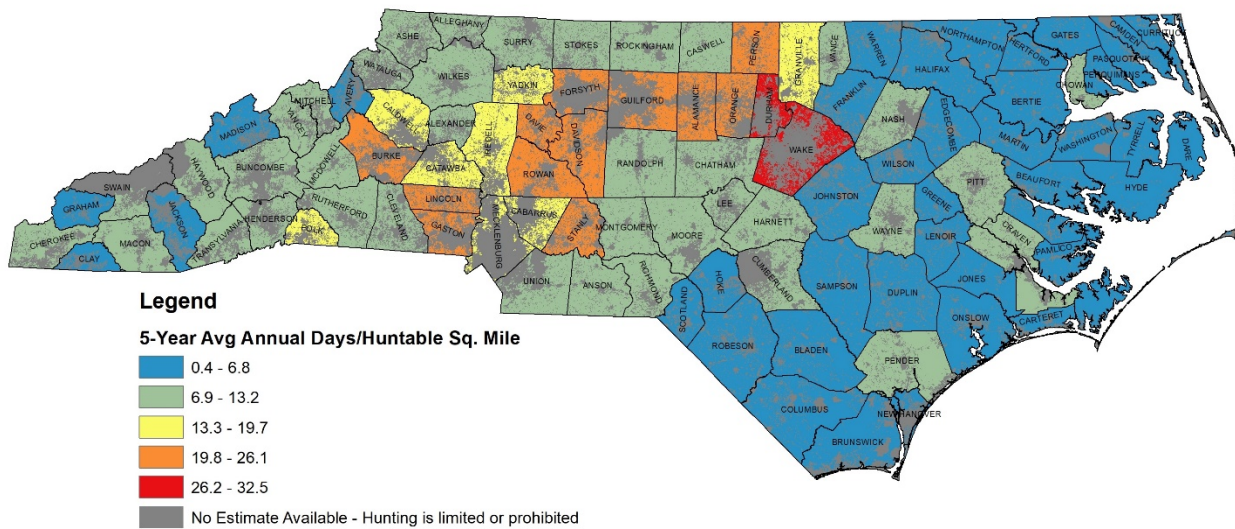 ALLEGHANY
ASHE
SURRY
STOKES
ROCKINGHAM
CASWELL
PERSON
GRANVILLE
VANCE
WARREN
NORTHAMPTON
HERTFORD
GATES
CAMDEN
CURRITUCK
PASQUOTANK
PERQUIMANS
CHOWAN
HALIFAX
BERTIE
WATAUGA
WILKES
YADKIN
FORSYTH
GUILFORD
ALAMANCE
ORANGE
DURHAM
FRANKLIN
NASH
EDGECOMBE
MARTIN
WASHINGTON
TYRRELL
DARE
MITCHELL
AVERY
YANCEY
CALDWELL
ALEXANDER
IREDELL
DAVIE
DAVIDSON
MADISON
BUNCOMBE
MCDOWELL
BURKE
CATAWBA
ROWAN
RANDOLPH
CHATHAM
WAKE
WILSON
PITT
BEAUFORT
HYDE
SWAIN
HAYWOOD
GRAHAM
JACKSON
RUTHERFORD
CLEVELAND
LINCOLN
GASTON
MECKLENBURG
CABARRUS
STANLY
MONTGOMERY
MOORE
LEE
HARNETT
JOHNSTON
GREENE
WAYNE
LENOIR
CRAVEN
PAMLICO
CHEROKEE
CLAY
MACON
TRANSYLVANIA
HENDERSON
POLK
UNION
ANSON
RICHMOND
SCOTLAND
HOKE
CUMBERLAND
SAMPSON
DUPLIN
JONES
ONSLOW
CARTERET
ROBESON
BLADEN
PENDER
COLUMBUS
NEW HANOVER
BRUNSWICK
Legend
5-Year Avg Annual Days/Huntable Sq. Mile
0.4 - 6.8
6.9 - 13.2
13.3 - 19.7
19.8 - 26.1
26.2 - 32.5
No Estimate Available - Hunting is limited or prohibited